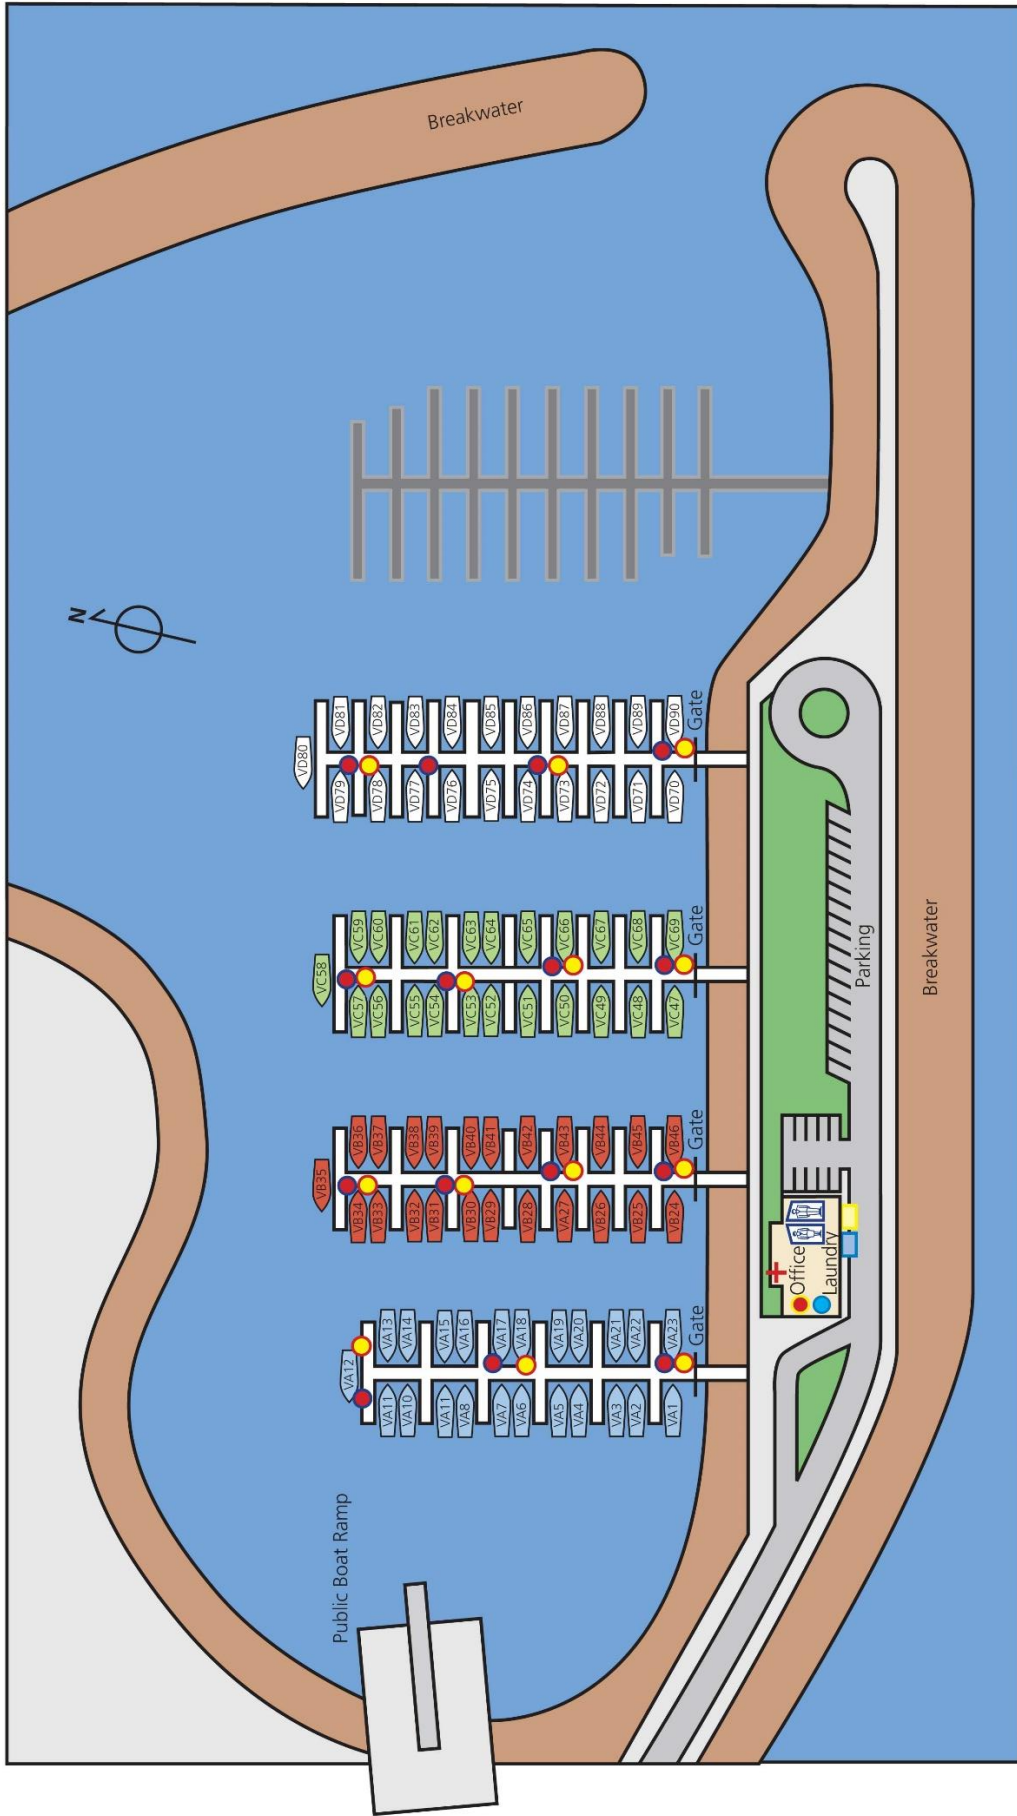 Breakwater
N
VD80
VD79
VD78
VD77
VD76
VD75
VD74
VD73
VD72
VD71
VD70
VD81
VD82
VD83
VD84
VD85
VD86
VD87
VD88
VD89
VD90
Gate
VC58
VC57
VC56
VC55
VC54
VC53
VC52
VC51
VC50
VC49
VC48
VC47
VC59
VC60
VC61
VC62
VC63
VC64
VC65
VC66
VC67
VC68
VC69
Gate
VB35
VB34
VB33
VB32
VB31
VB30
VB29
VB28
VA27
VB26
VB25
VB24
VB36
VB37
VB38
VB39
VB40
VB41
VB42
VB43
VB44
VB45
VB46
Gate
VA12
VA11
VA10
VA11
VA8
VA7
VA6
VA5
VA4
VA3
VA2
VA1
VA13
VA14
VA15
VA16
VA17
VA18
VA19
VA20
VA21
VA22
VA23
Gate
Public Boat Ramp
Office
Laundry
Parking
Breakwater